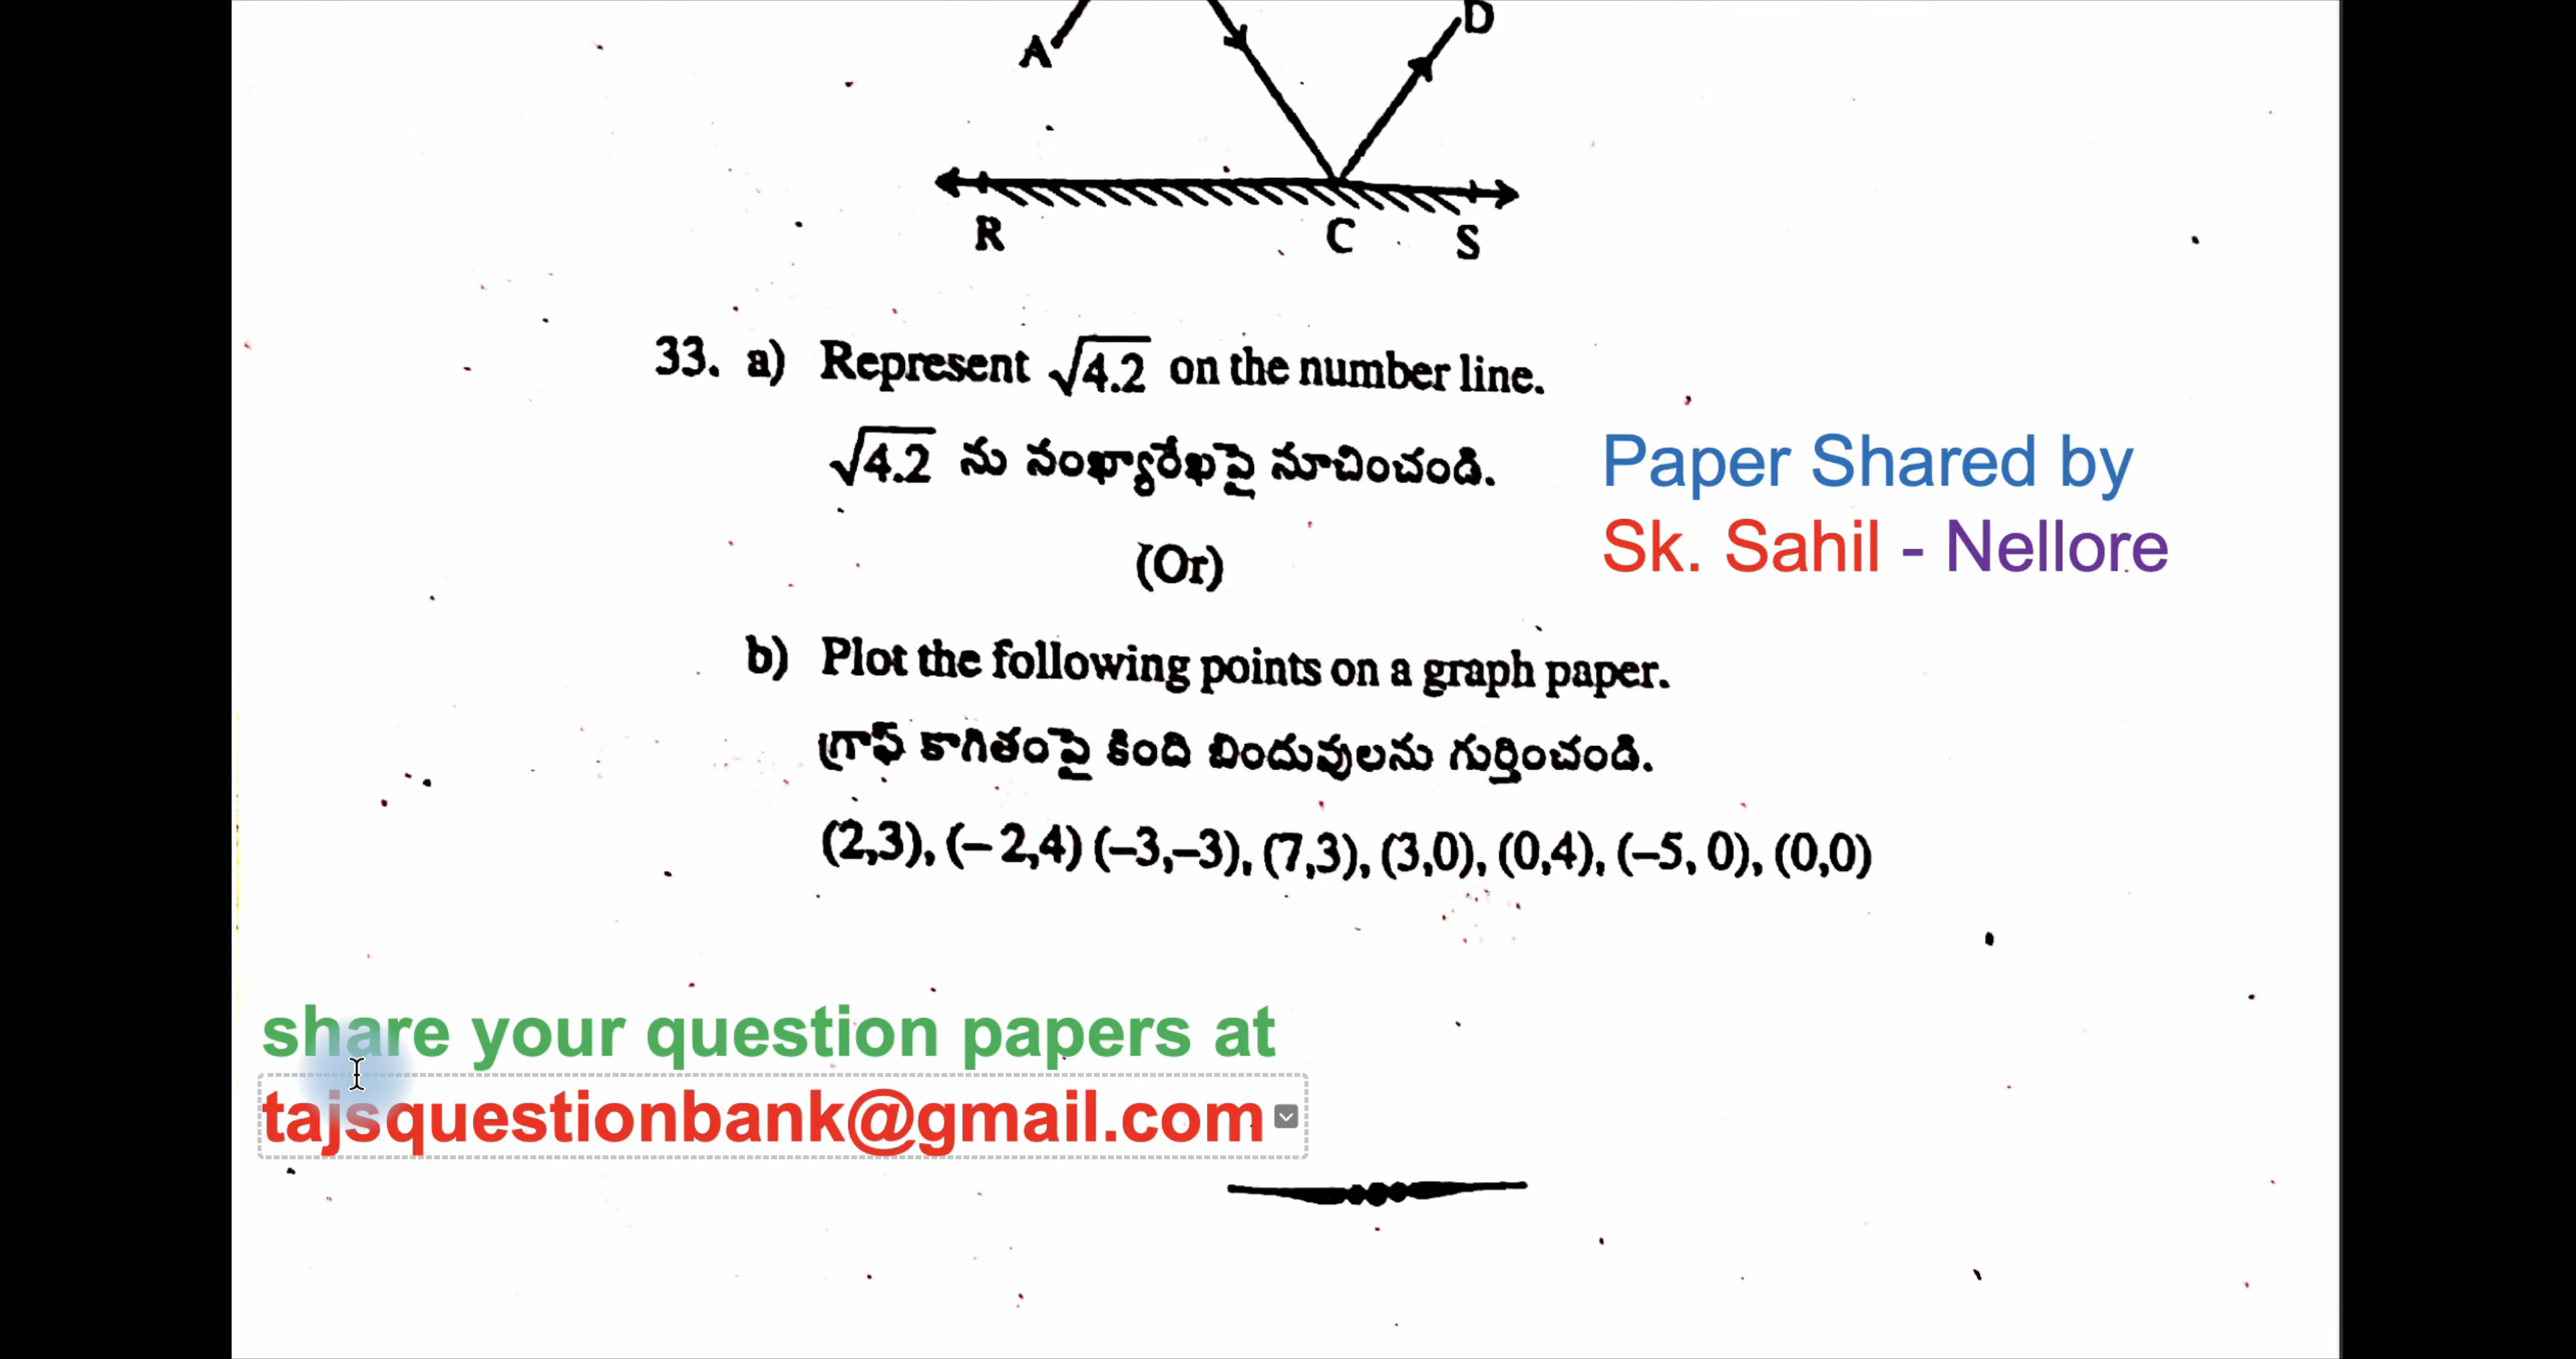 A
D
R C S
33. a) Represent √4.2 on the number line.
√4.2 ను సంఖ్యారేఖపై సూచించండి.
Paper Shared by
Sk. Sahil - Nellore
(Or)
b) Plot the following points on a graph paper.
గ్రాఫ్ కాగితంపై కింది బిందువులను గుర్తించండి.
(2,3), (– 2,4) (–3,–3), (7,3), (3,0), (0,4), (–5, 0), (0,0)
share your question papers at
tajsquestionbank@gmail.com